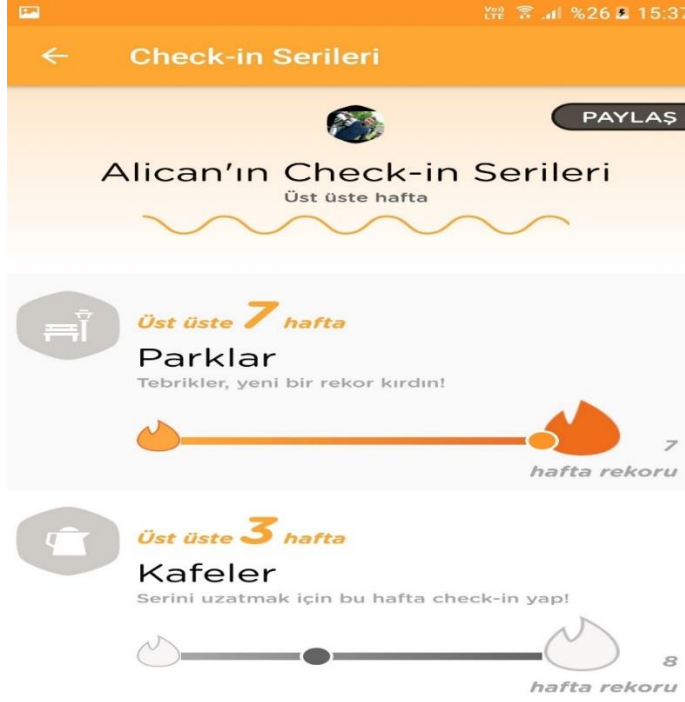 VoI) LTE %26 15:37
Check-in Serileri
PAYLAŞ
Alican'ın Check-in Serileri
Üst üste hafta
Üst üste 7 hafta
Parklar
Tebrikler, yeni bir rekor kırdın!
7
hafta rekoru
Üst üste 3 hafta
Kafeler
Serini uzatmak için bu hafta check-in yap!
8
hafta rekoru